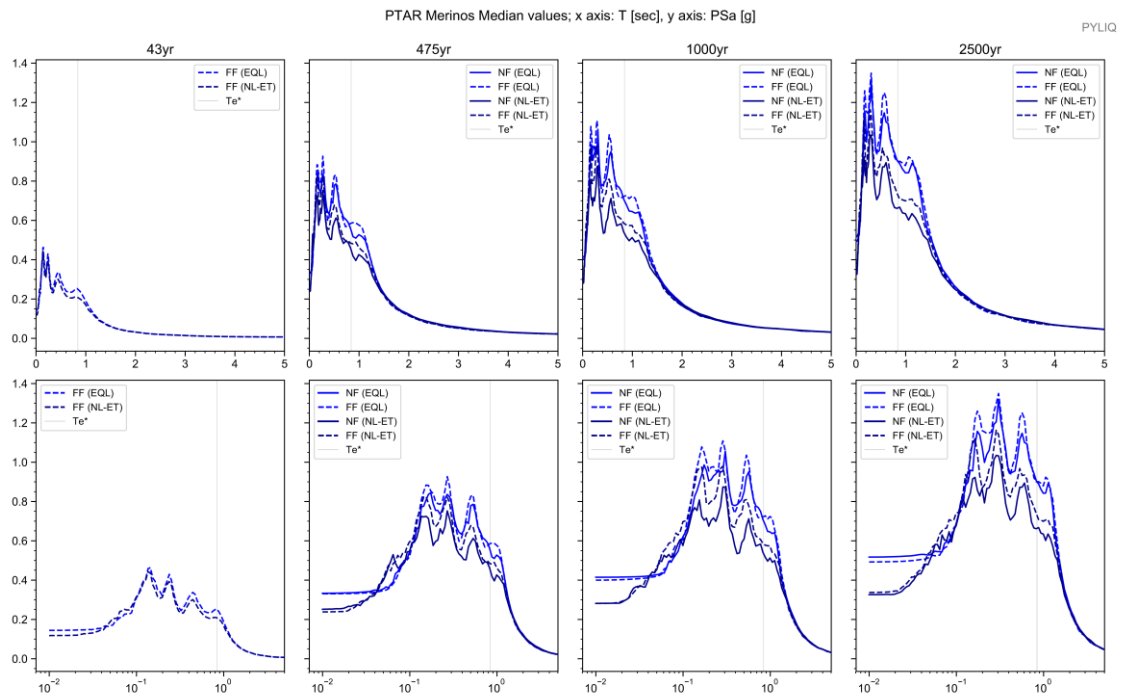 PTAR Merinos Median values; x axis: T [sec], y axis: PSa [g]
PYLIQ
43yr
475yr
1000yr
2500yr
1.4
1.2
1.0
0.8
0.6
0.4
0.2
0.0
FF (EQL)
FF (NL-ET)
Te*
NF (EQL)
FF (EQL)
NF (NL-ET)
FF (NL-ET)
Te*
NF (EQL)
FF (EQL)
NF (NL-ET)
FF (NL-ET)
Te*
NF (EQL)
FF (EQL)
NF (NL-ET)
FF (NL-ET)
Te*
0 1 2 3 4 5
0 1 2 3 4 5
0 1 2 3 4 5
0 1 2 3 4 5
1.4
1.2
1.0
0.8
0.6
0.4
0.2
0.0
FF (EQL)
FF (NL-ET)
Te*
NF (EQL)
FF (EQL)
NF (NL-ET)
FF (NL-ET)
Te*
NF (EQL)
FF (EQL)
NF (NL-ET)
FF (NL-ET)
Te*
NF (EQL)
FF (EQL)
NF (NL-ET)
FF (NL-ET)
Te*
10⁻² 10⁻¹ 10⁰
10⁻² 10⁻¹ 10⁰
10⁻² 10⁻¹ 10⁰
10⁻² 10⁻¹ 10⁰